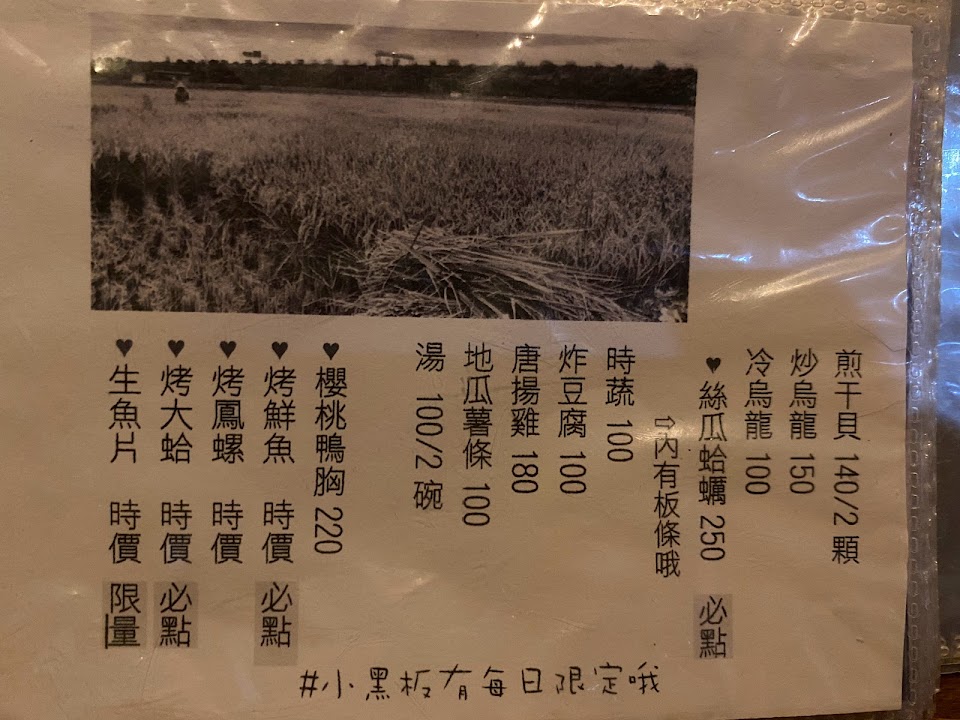 煎干貝 140/2 顆
炒烏龍 150
冷烏龍 100
♥絲瓜蛤蠣 250 必點
⇨內有板條哦
時蔬 100
炸豆腐 100
唐揚雞 180
地瓜薯條 100
湯 100/2 碗
♥櫻桃鴨胸 220
♥烤鮮魚 時價 必點
♥烤鳳螺 時價
♥烤大蛤 時價 必點
♥生魚片 時價 限量
#小黑板有每日限定哦